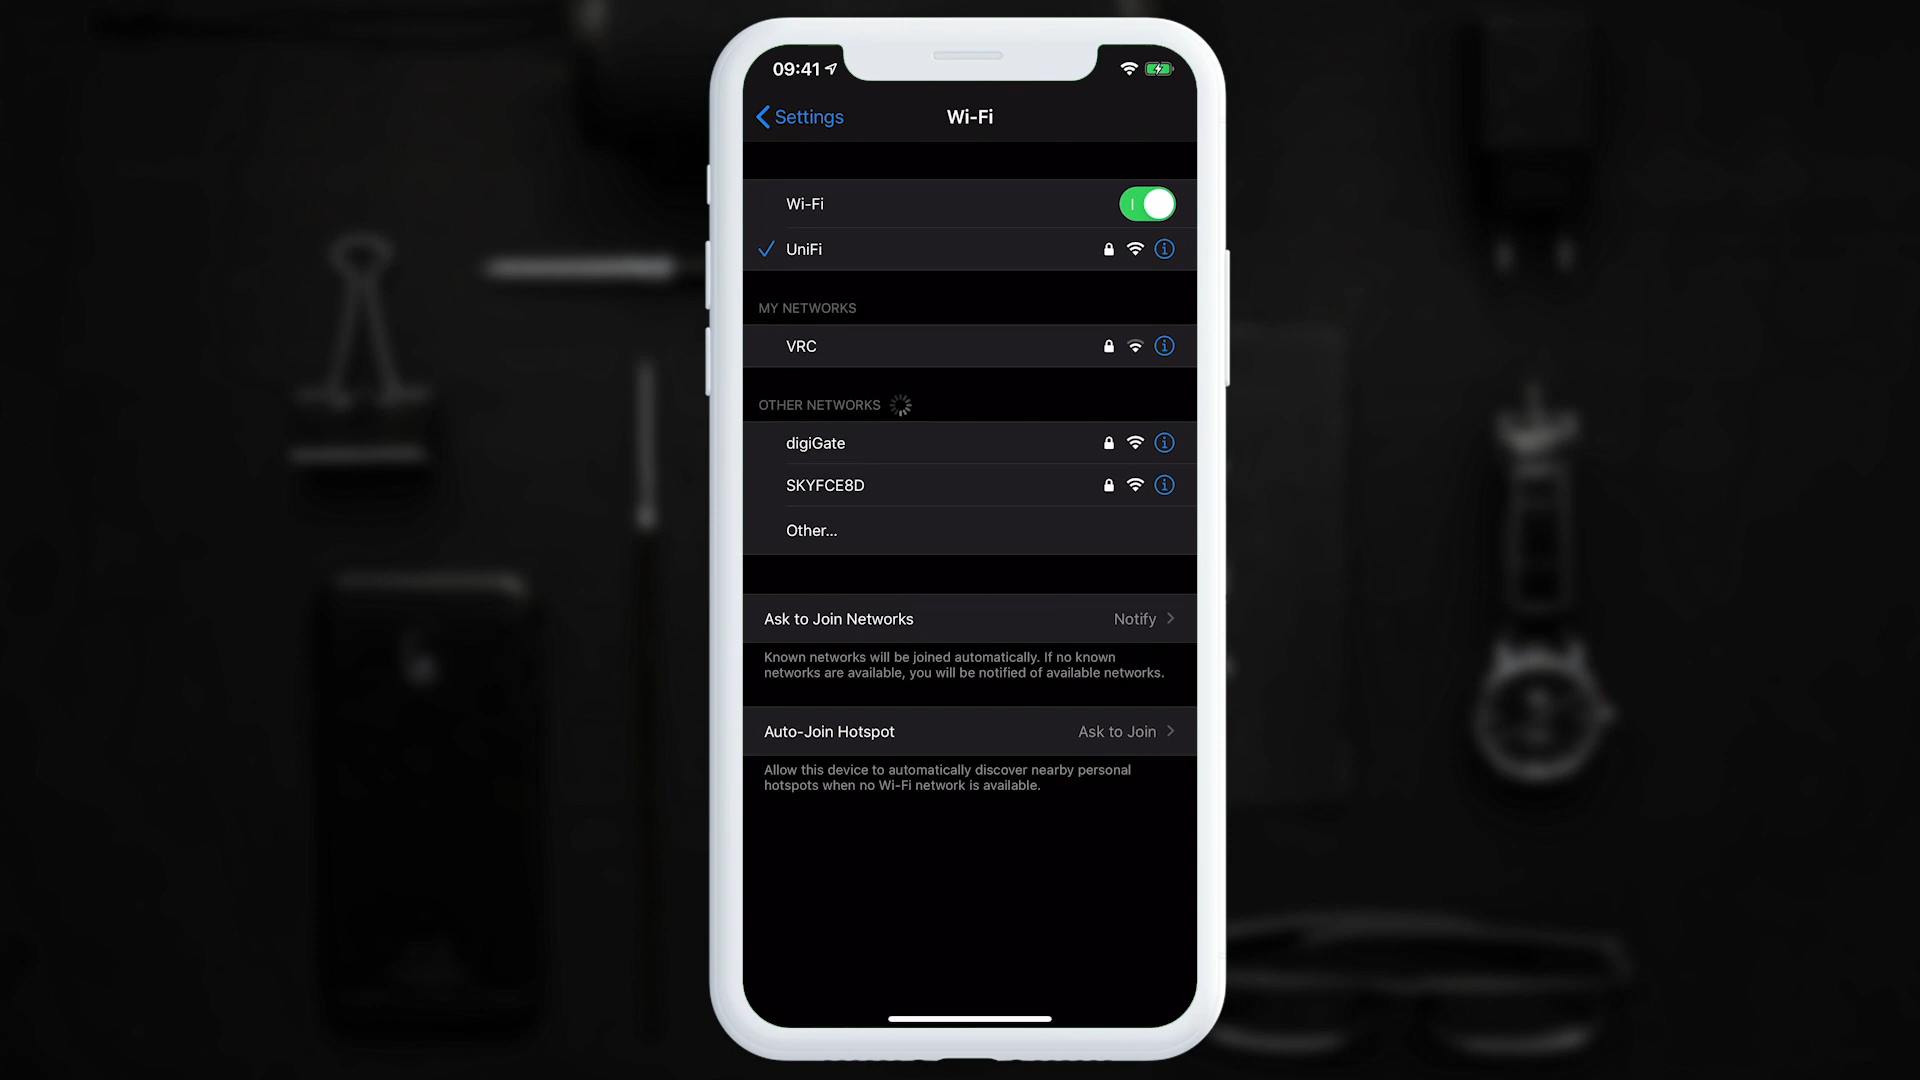 09:41
Settings
Wi-Fi
Wi-Fi
UniFi
MY NETWORKS
VRC
OTHER NETWORKS
digiGate
SKYFCE8D
Other...
Ask to Join Networks Notify
Known networks will be joined automatically. If no known
networks are available, you will be notified of available networks.
Auto-Join Hotspot Ask to Join
Allow this device to automatically discover nearby personal
hotspots when no Wi-Fi network is available.